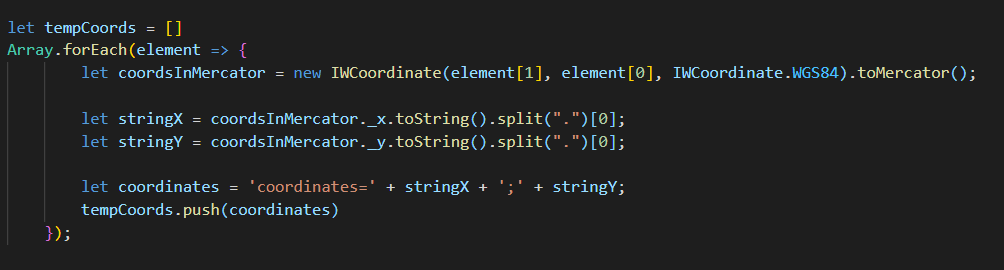 let tempCoords = []
Array.forEach(element => {
let coordsInMercator = new IWCoordinate(element[1], element[0], IWCoordinate.WGS84).toMercator();
let stringX = coordsInMercator._x.toString().split(".")[0];
let stringY = coordsInMercator._y.toString().split(".")[0];
let coordinates = 'coordinates=' + stringX + ';' + stringY;
tempCoords.push(coordinates)
});